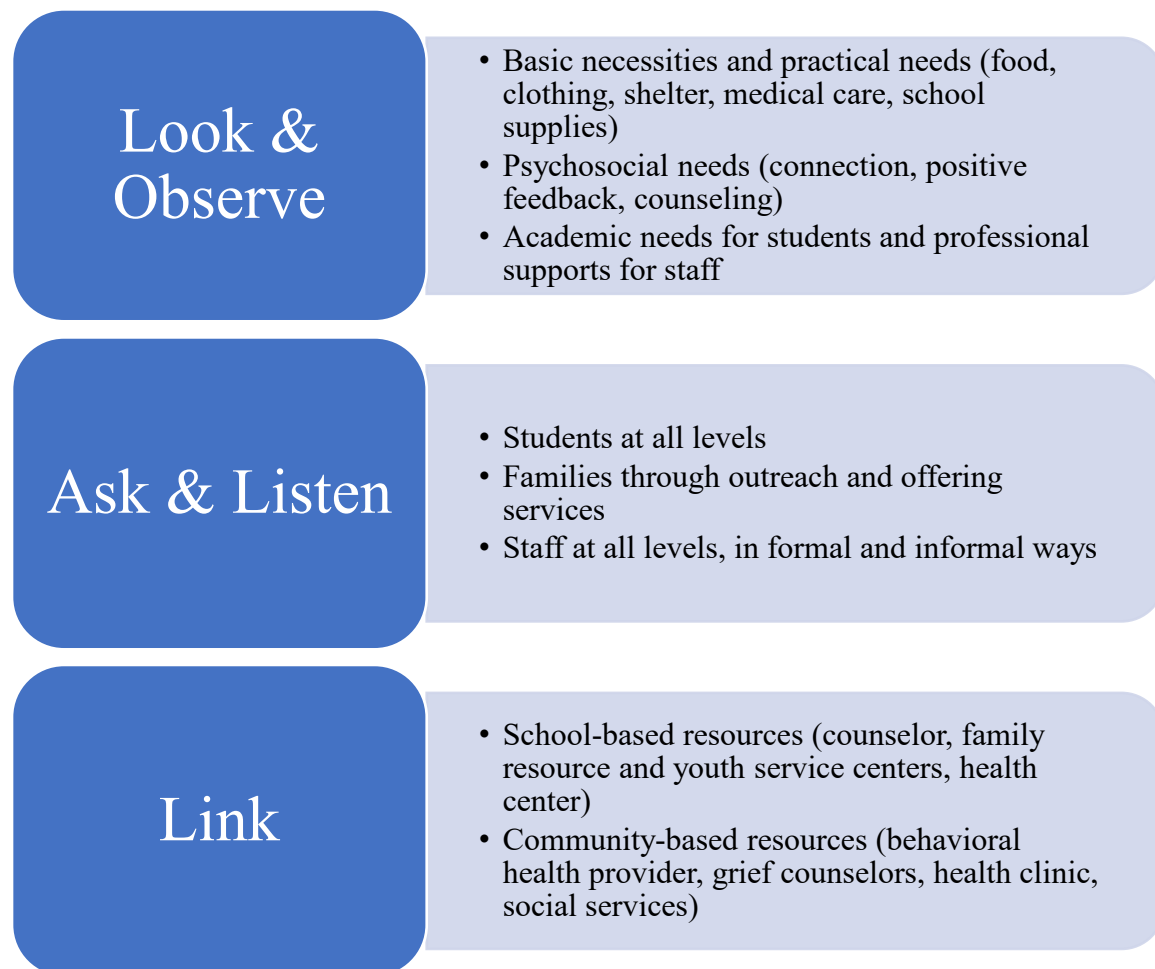 Look &
Observe
• Basic necessities and practical needs (food,
clothing, shelter, medical care, school
supplies)
• Psychosocial needs (connection, positive
feedback, counseling)
• Academic needs for students and professional
supports for staff
Ask & Listen
• Students at all levels
• Families through outreach and offering
services
• Staff at all levels, in formal and informal ways
Link
• School-based resources (counselor, family
resource and youth service centers, health
center)
• Community-based resources (behavioral
health provider, grief counselors, health clinic,
social services)